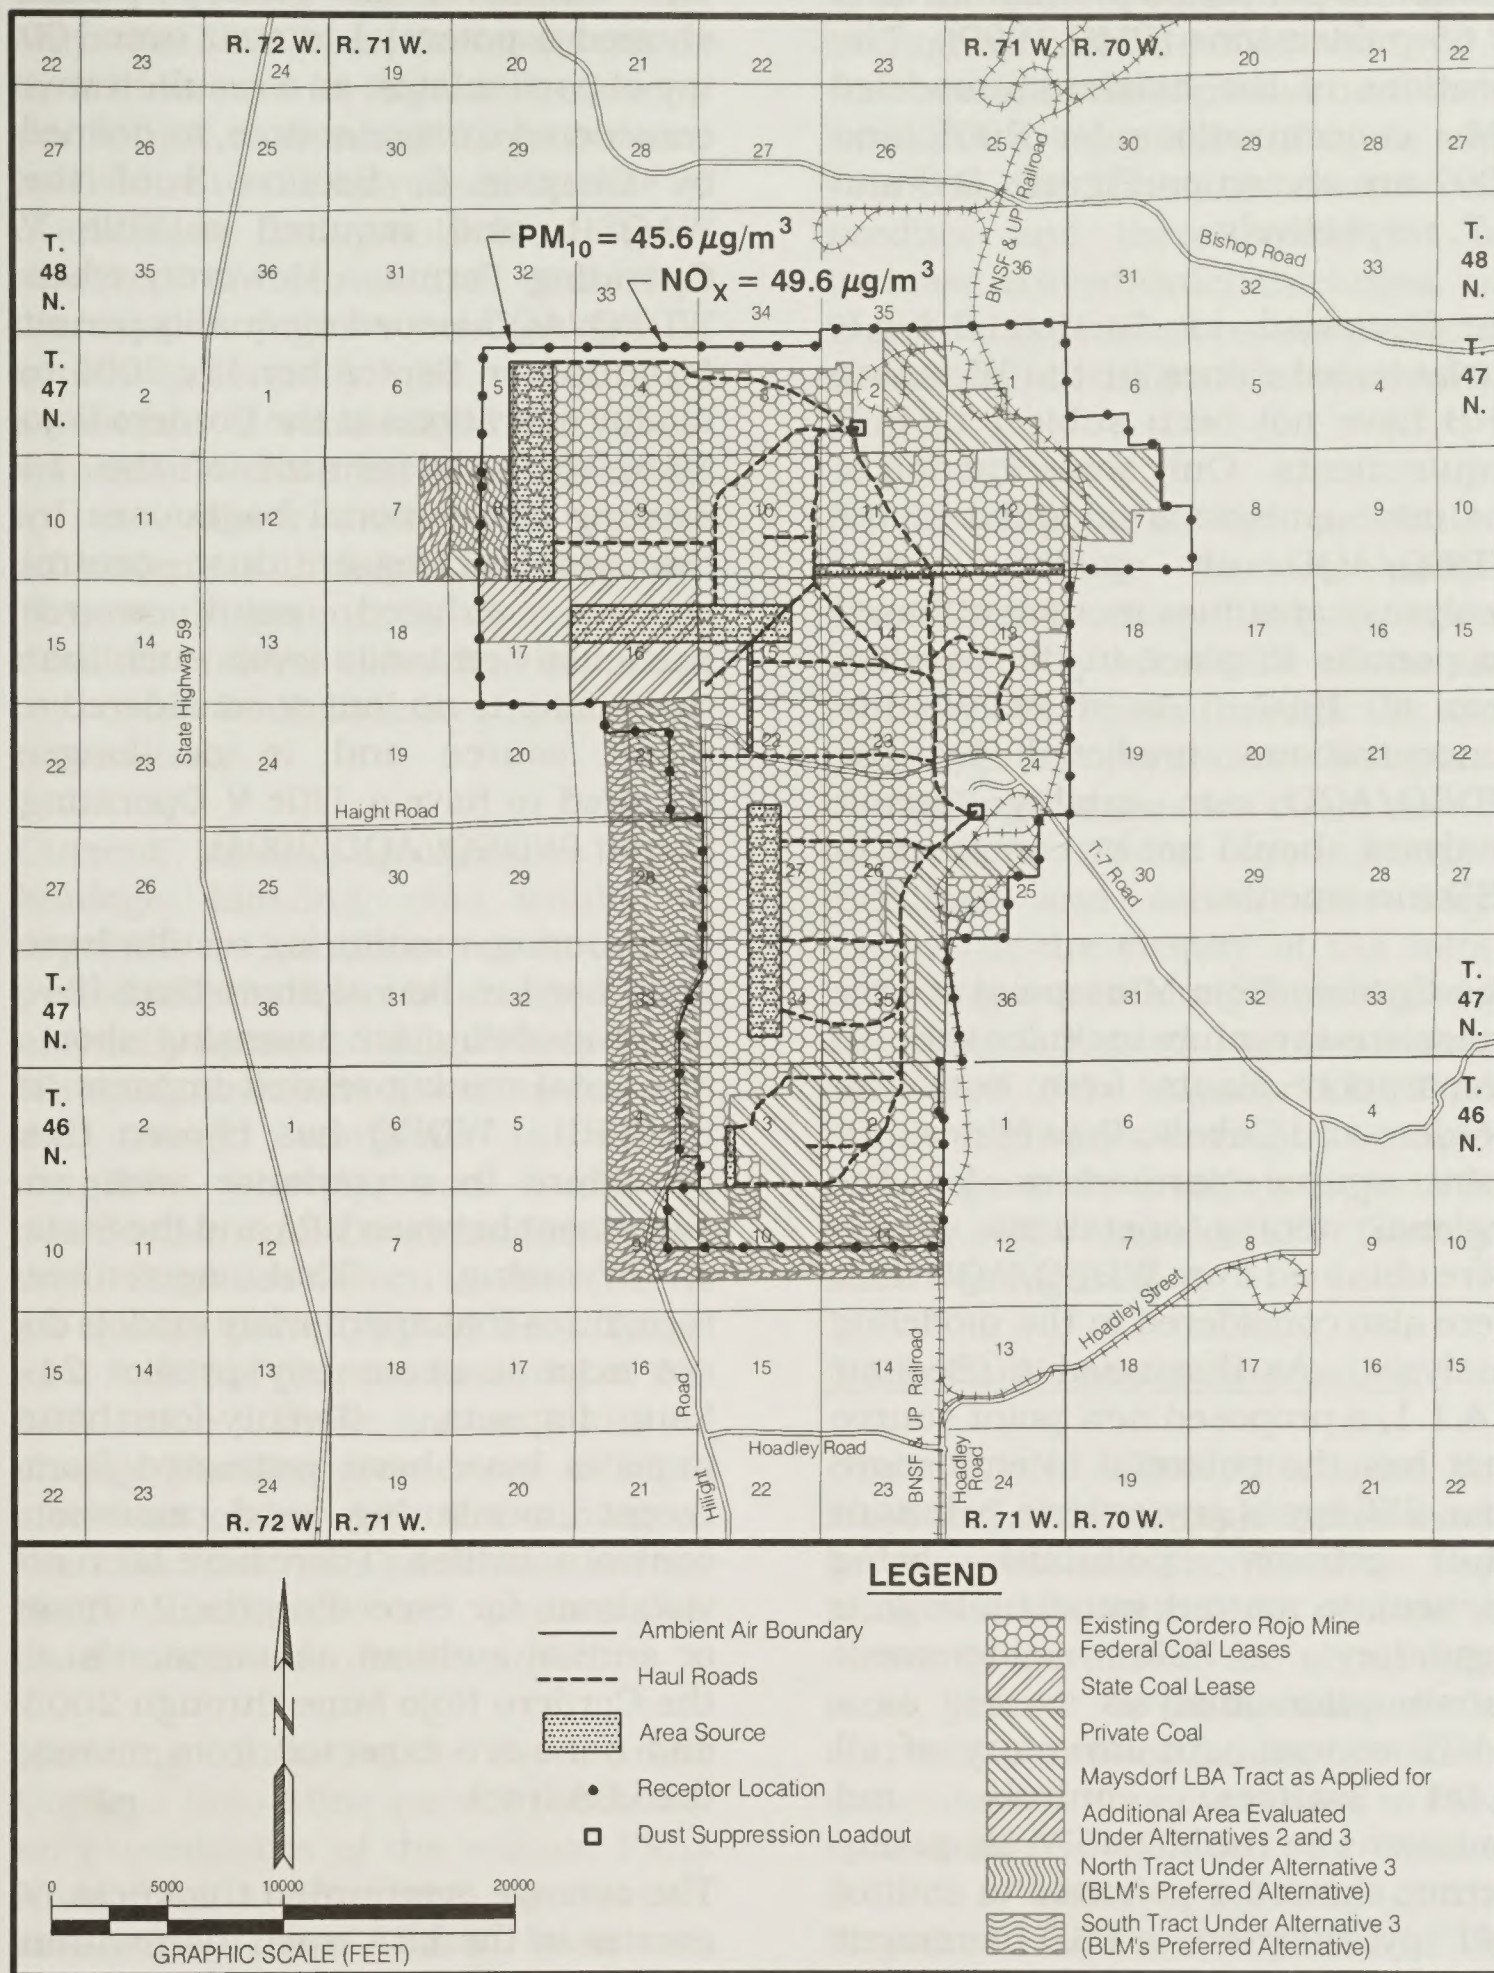 R. 72 W. R. 71 W. R. 71 W. R. 70 W.
22 23 24 19 20 21 22 23 24 19 20 21 22
27 26 25 30 29 28 27 26 25 30 29 28 27
BNSF & UP Railroad
Bishop Road
T. 48 N. 35 36 31 32 33 34 35 36 31 32 33 T. 48 N.
PM10 = 45.6 µg/m3
NOX = 49.6 µg/m3
T. 47 N. 2 1 6 5 4 3 2 1 6 5 4 T. 47 N.
10 11 12 7 8 9 10 11 12 7 8 9 10
15 14 13 18 17 16 15 14 13 18 17 16 15
State Highway 59
22 23 24 19 20 21 22 23 24 19 20 21 22
Haight Road
T-7 Road
27 26 25 30 29 28 27 26 25 30 29 28 27
T. 47 N. 35 36 31 32 33 34 35 36 31 32 33 T. 47 N.
T. 46 N. 2 1 6 5 4 3 2 1 6 5 4 T. 46 N.
10 11 12 7 8 9 10 11 12 7 8 9 10
Hoadley Street
15 14 13 18 17 16 15 14 13 18 17 16 15
BNSF & UP Railroad
Hilight Road
Hoadley Road
Hoadley Road
22 23 24 19 20 21 22 23 24 19 20 21 22
R. 72 W. R. 71 W. R. 71 W. R. 70 W.
LEGEND
Ambient Air Boundary
Haul Roads
Area Source
Receptor Location
Dust Suppression Loadout
Existing Cordero Rojo Mine
Federal Coal Leases
State Coal Lease
Private Coal
Maysdorf LBA Tract as Applied for
Additional Area Evaluated
Under Alternatives 2 and 3
North Tract Under Alternative 3
(BLM's Preferred Alternative)
South Tract Under Alternative 3
(BLM's Preferred Alternative)
N
0 5000 10000 20000
GRAPHIC SCALE (FEET)